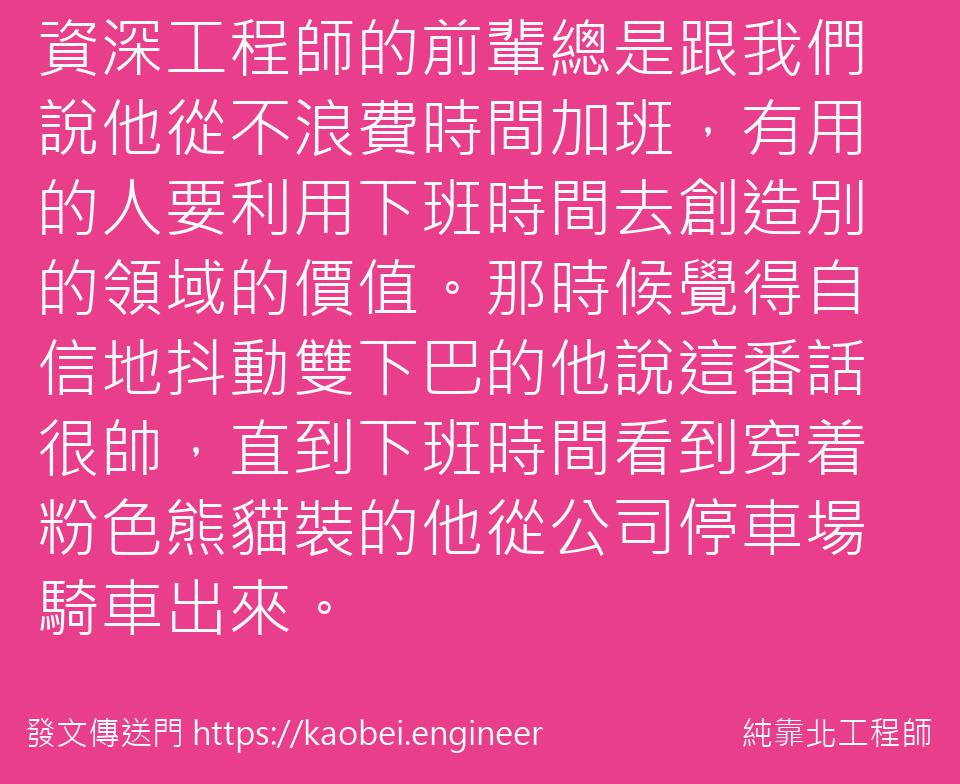 資深工程師的前輩總是跟我們
說他從不浪費時間加班，有用
的人要利用下班時間去創造別
的領域的價值。那時候覺得自
信地抖動雙下巴的他說這番話
很帥，直到下班時間看到穿着
粉色熊貓裝的他從公司停車場
騎車出來。
發文傳送門 https://kaobei.engineer
純靠北工程師